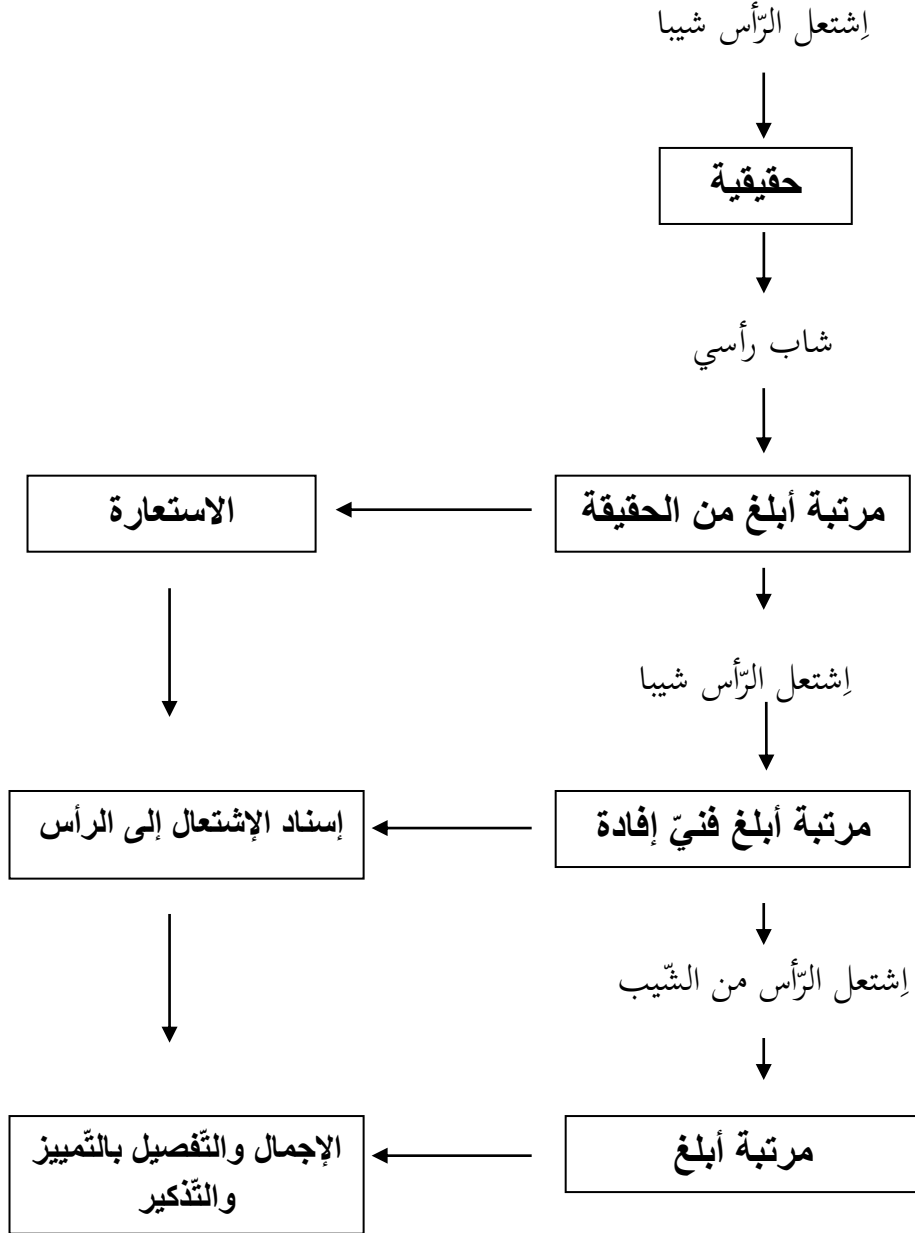 اِشتعل الرّأس شيبا
حقيقية
شاب رأسي
مرتبة أبلغ من الحقيقة
الاستعارة
اِشتعل الرّأس شيبا
مرتبة أبلغ فنيّ إفادة
إسناد الإشتعال إلى الرأس
اِشتعل الرّأس من الشّيب
مرتبة أبلغ
الإجمال والتّفصيل بالتّمييز
والتّذكير